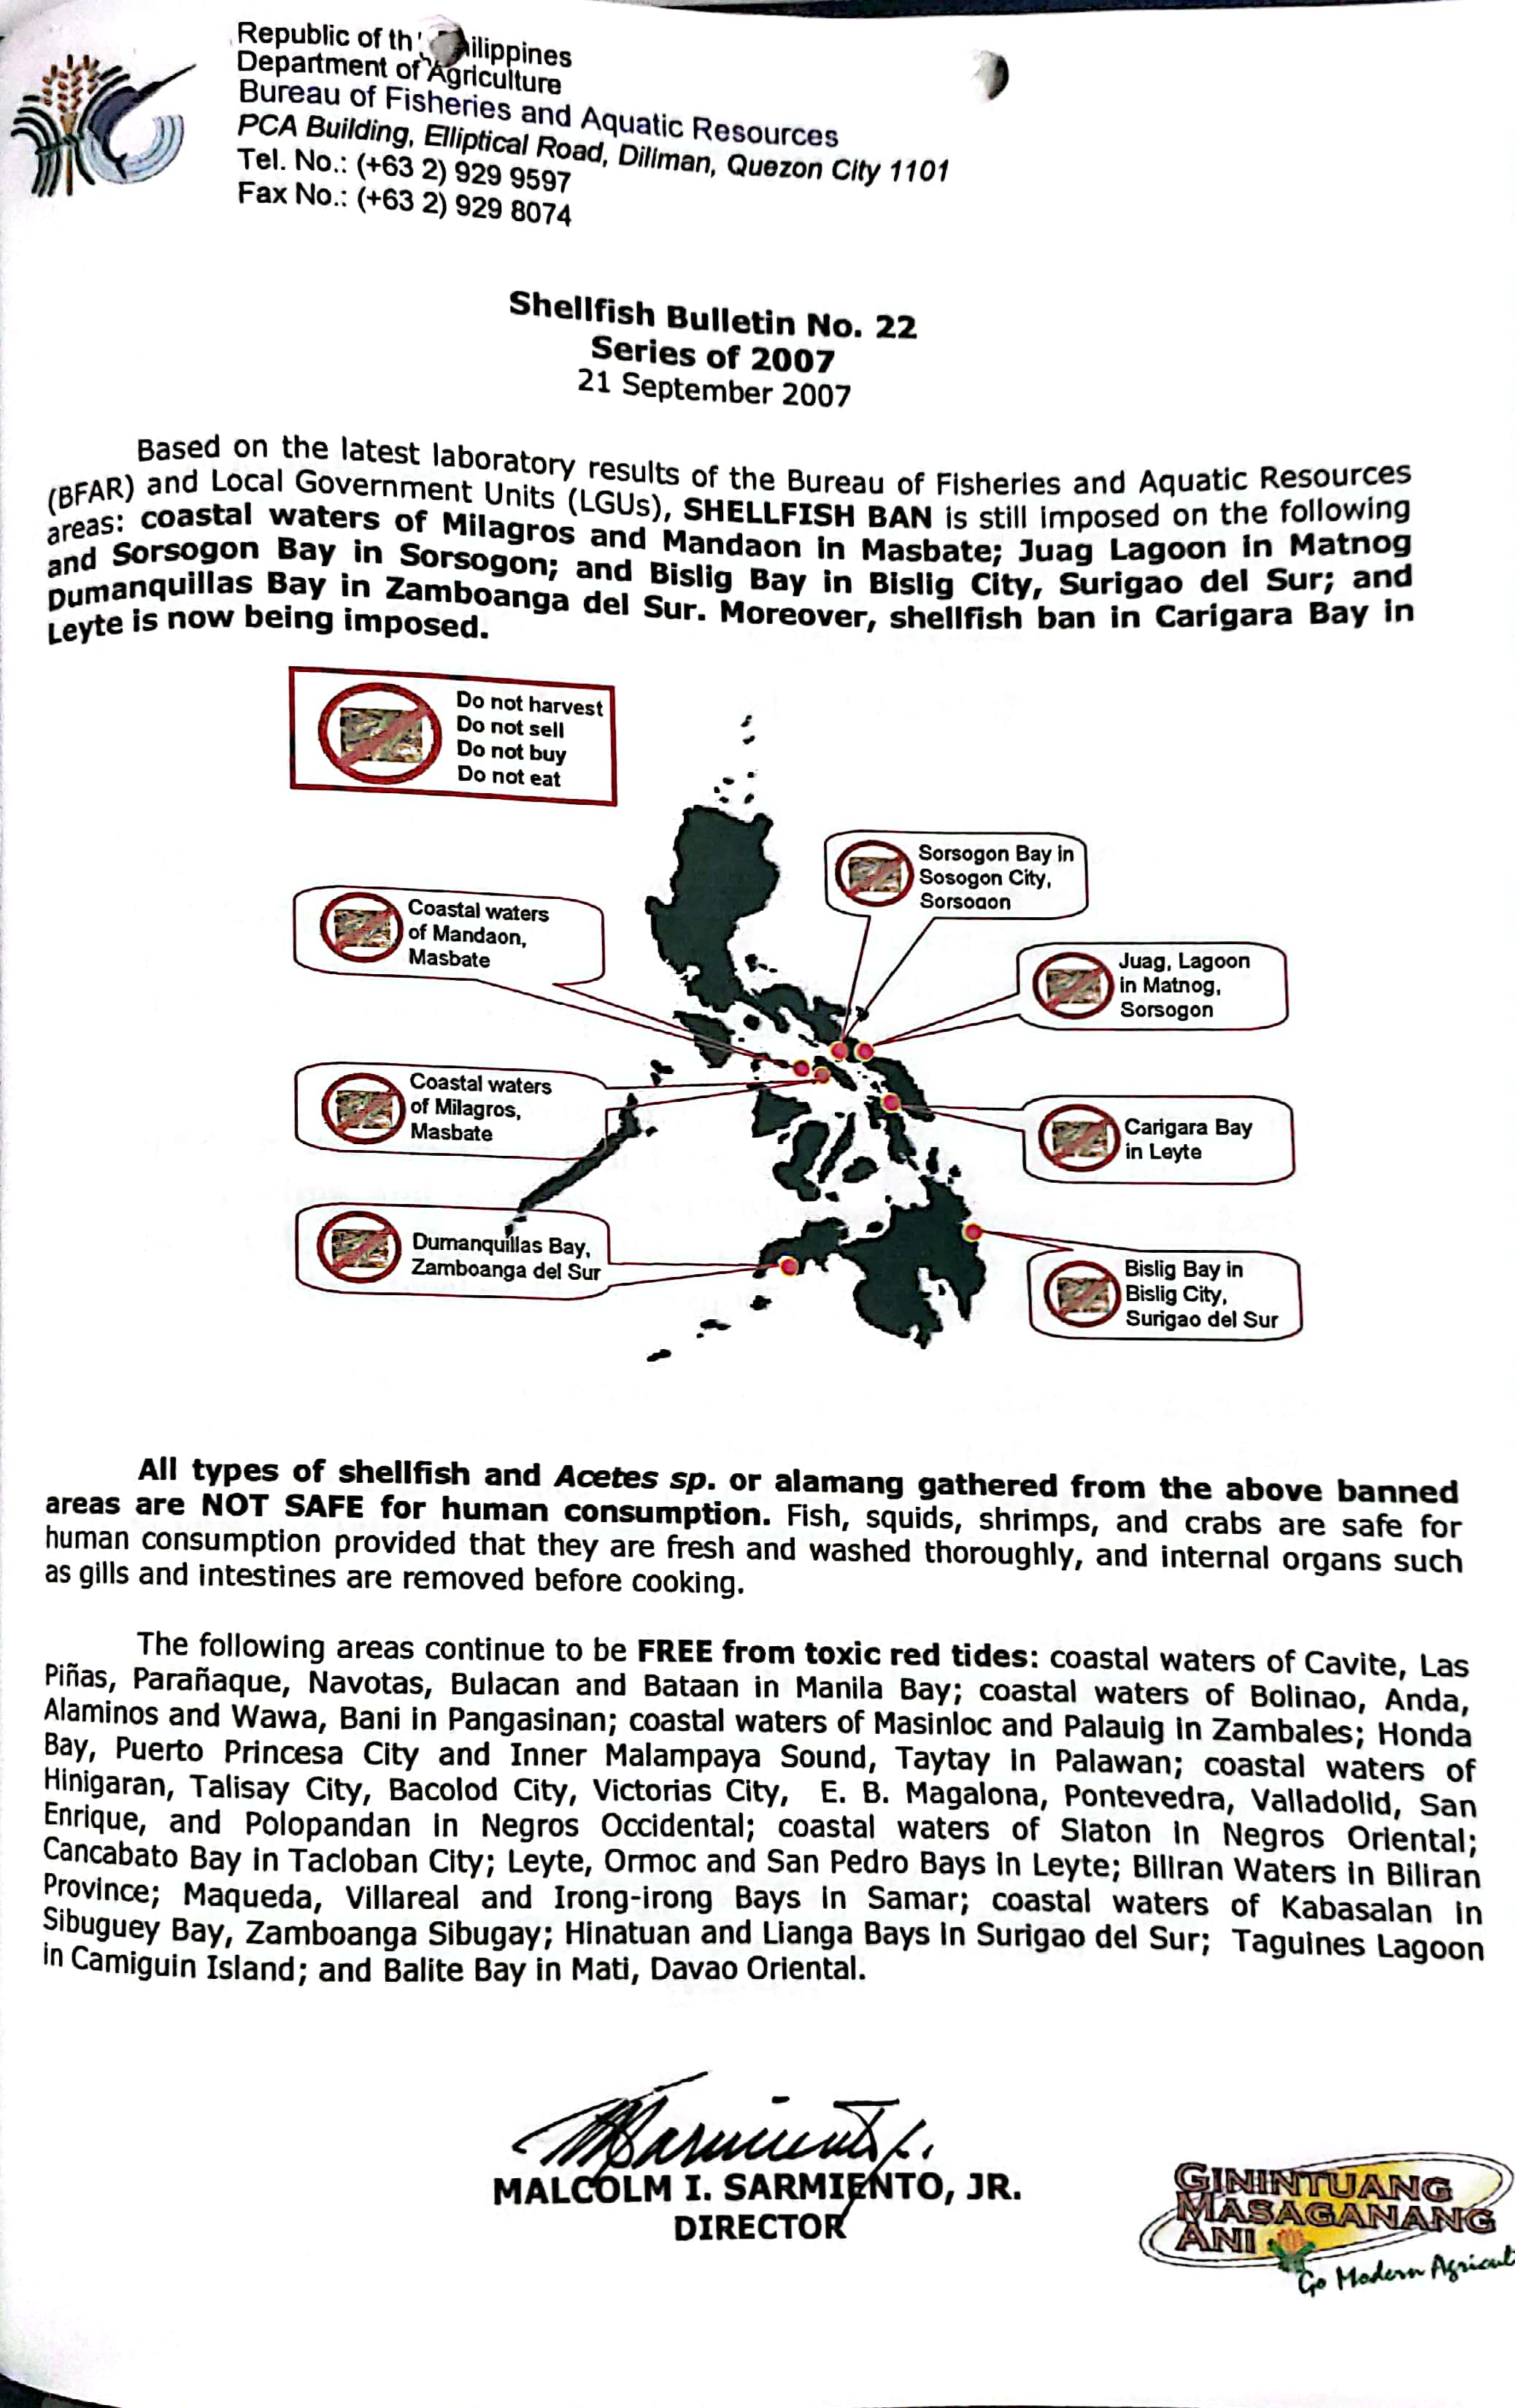 Republic of th ilippines
Department of Agriculture
Bureau of Fisheries and Aquatic Resources
PCA Building, Elliptical Road, Diliman, Quezon City 1101
Tel. No.: (+63 2) 929 9597
Fax No.: (+63 2) 929 8074
Shellfish Bulletin No. 22
Series of 2007
21 September 2007
Based on the latest laboratory results of the Bureau of Fisheries and Aquatic Resources
(BFAR) and Local Government Units (LGUs), SHELLFISH BAN is still imposed on the following
areas: coastal waters of Milagros and Mandaon in Masbate; Juag Lagoon in Matnog
and Sorsogon Bay in Sorsogon; and Bislig Bay in Bislig City, Surigao del Sur; and
Dumanquillas Bay in Zamboanga del Sur. Moreover, shellfish ban in Carigara Bay in
Leyte is now being imposed.
Do not harvest
Do not sell
Do not buy
Do not eat
Sorsogon Bay in
Sosogon City,
Sorsogon
Coastal waters
of Mandaon,
Masbate
Juag, Lagoon
in Matnog,
Sorsogon
Coastal waters
of Milagros,
Masbate
Carigara Bay
in Leyte
Dumanquillas Bay,
Zamboanga del Sur
Bislig Bay in
Bislig City,
Surigao del Sur
All types of shellfish and Acetes sp. or alamang gathered from the above banned
areas are NOT SAFE for human consumption. Fish, squids, shrimps, and crabs are safe for
human consumption provided that they are fresh and washed thoroughly, and internal organs such
as gills and intestines are removed before cooking.
The following areas continue to be FREE from toxic red tides: coastal waters of Cavite, Las
Piñas, Parañaque, Navotas, Bulacan and Bataan in Manila Bay; coastal waters of Bolinao, Anda,
Alaminos and Wawa, Bani in Pangasinan; coastal waters of Masinloc and Palauig in Zambales; Honda
Bay, Puerto Princesa City and Inner Malampaya Sound, Taytay in Palawan; coastal waters of
Hinigaran, Talisay City, Bacolod City, Victorias City, E. B. Magalona, Pontevedra, Valladolid, San
Enrique, and Polopandan in Negros Occidental; coastal waters of Siaton in Negros Oriental;
Cancabato Bay in Tacloban City; Leyte, Ormoc and San Pedro Bays in Leyte; Biliran Waters in Biliran
Province; Maqueda, Villareal and Irong-irong Bays in Samar; coastal waters of Kabasalan in
Sibuguey Bay, Zamboanga Sibugay; Hinatuan and Lianga Bays in Surigao del Sur; Taguines Lagoon
in Camiguin Island; and Balite Bay in Mati, Davao Oriental.
MALCOLM I. SARMIENTO, JR.
DIRECTOR
GININTUANG
MASAGANANG
ANI
Go Modern Agricult